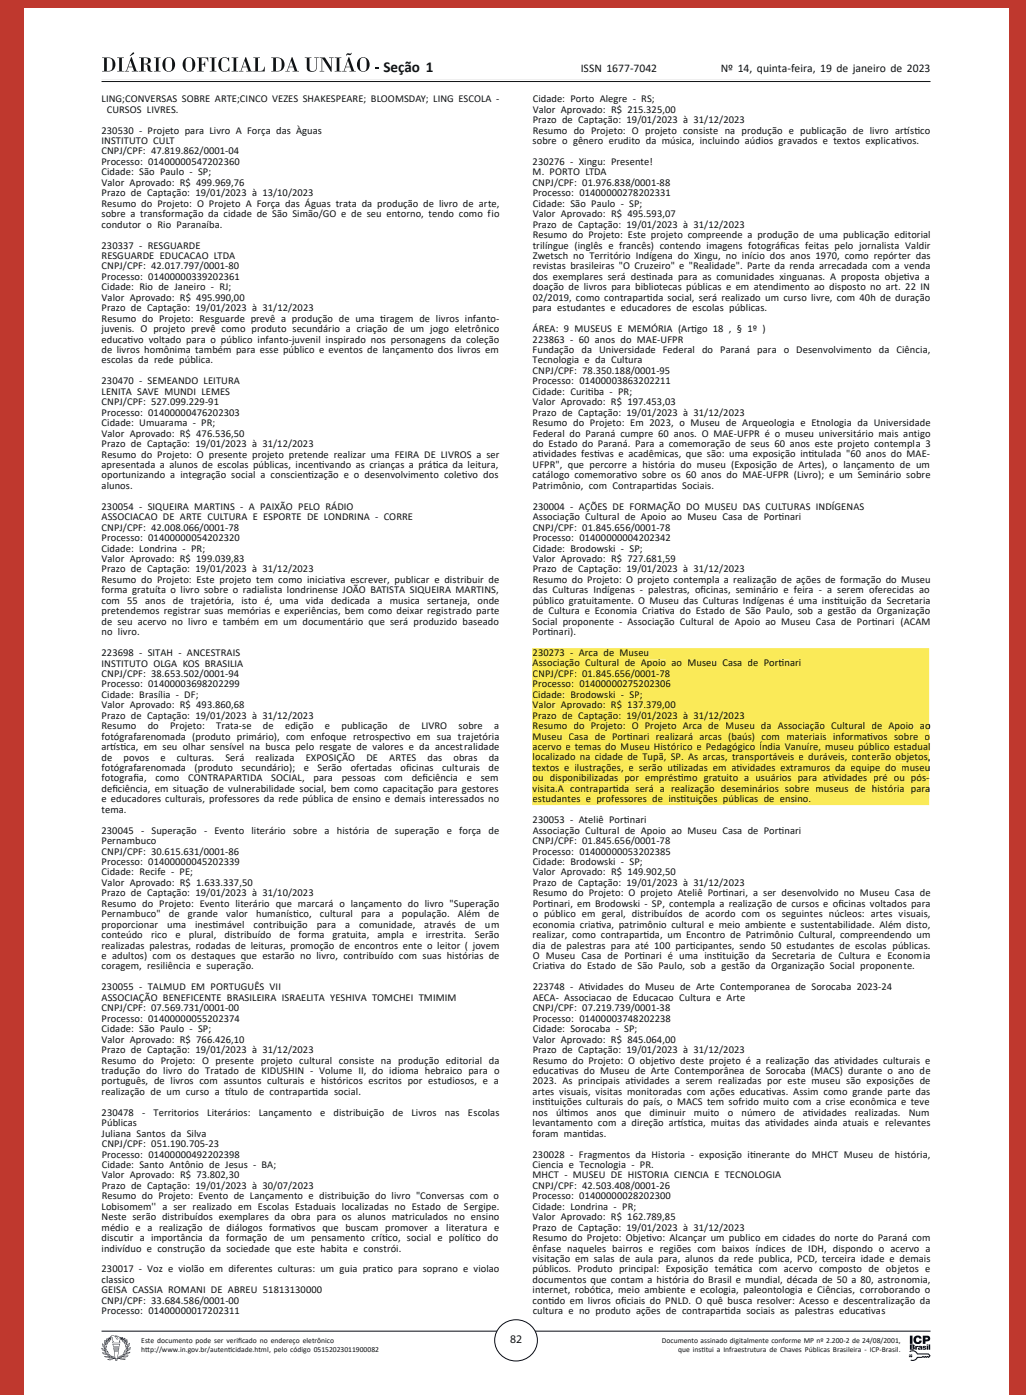 DIÁRIO OFICIAL DA UNIÃO - Seção 1
ISSN 1677-7042
Nº 14, quinta-feira, 19 de janeiro de 2023
LING;CONVERSAS SOBRE ARTE;CINCO VEZES SHAKESPEARE; BLOOMSDAY; LING ESCOLA -
CURSOS LIVRES.
230530 - Projeto para Livro A Força das Àguas
INSTITUTO CULT
CNPJ/CPF: 47.819.862/0001-04
Processo: 01400000547202360
Cidade: São Paulo - SP;
Valor Aprovado: R$ 499.969,76
Prazo de Captação: 19/01/2023 à 13/10/2023
Resumo do Projeto: O Projeto A Força das Águas trata da produção de livro de arte,
sobre a transformação da cidade de São Simão/GO e de seu entorno, tendo como fio
condutor o Rio Paranaíba.
230337 - RESGUARDE
RESGUARDE EDUCACAO LTDA
CNPJ/CPF: 42.017.797/0001-80
Processo: 01400000339202361
Cidade: Rio de Janeiro - RJ;
Valor Aprovado: R$ 495.990,00
Prazo de Captação: 19/01/2023 à 31/12/2023
Resumo do Projeto: Resguarde prevê a produção de uma tiragem de livros infanto-
juvenis. O projeto prevê como produto secundário a criação de um jogo eletrônico
educativo voltado para o público infanto-juvenil inspirado nos personagens da coleção
de livros homônima também para esse público e eventos de lançamento dos livros em
escolas da rede pública.
230470 - SEMEANDO LEITURA
LENITA SAVE MUNDI LEMES
CNPJ/CPF: 527.099.229-91
Processo: 01400000476202303
Cidade: Umuarama - PR;
Valor Aprovado: R$ 476.536,50
Prazo de Captação: 19/01/2023 à 31/12/2023
Resumo do Projeto: O presente projeto pretende realizar uma FEIRA DE LIVROS a ser
apresentada a alunos de escolas públicas, incentivando as crianças a prática da leitura,
oportunizando a integração social a conscientização e o desenvolvimento coletivo dos
alunos.
230054 - SIQUEIRA MARTINS - A PAIXÃO PELO RÁDIO
ASSOCIACAO DE ARTE CULTURA E ESPORTE DE LONDRINA - CORRE
CNPJ/CPF: 42.008.066/0001-78
Processo: 01400000054202320
Cidade: Londrina - PR;
Valor Aprovado: R$ 199.039,83
Prazo de Captação: 19/01/2023 à 31/12/2023
Resumo do Projeto: Este projeto tem como iniciativa escrever, publicar e distribuir de
forma gratuita o livro sobre o radialista londrinense JOÃO BATISTA SIQUEIRA MARTINS,
com 55 anos de trajetória, isto é, uma vida dedicada a musica sertaneja, onde
pretendemos registrar suas memórias e experiências, bem como deixar registrado parte
de seu acervo no livro e também em um documentário que será produzido baseado
no livro.
223698 - SITAH - ANCESTRAIS
INSTITUTO OLGA KOS BRASILIA
CNPJ/CPF: 38.653.502/0001-94
Processo: 01400003698202299
Cidade: Brasília - DF;
Valor Aprovado: R$ 493.860,68
Prazo de Captação: 19/01/2023 à 31/12/2023
Resumo do Projeto: Trata-se de edição e publicação de LIVRO sobre a
fotógrafarenomada (produto primário), com enfoque retrospectivo em sua trajetória
artística, em seu olhar sensível na busca pelo resgate de valores e da ancestralidade
de povos e culturas. Será realizada EXPOSIÇÃO DE ARTES das obras da
fotógrafarenomada (produto secundário); e Serão ofertadas oficinas culturais de
fotografia, como CONTRAPARTIDA SOCIAL, para pessoas com deficiência e sem
deficiência, em situação de vulnerabilidade social, bem como capacitação para gestores
e educadores culturais, professores da rede pública de ensino e demais interessados no
tema.
230045 - Superação - Evento literário sobre a história de superação e força de
Pernambuco
CNPJ/CPF: 30.615.631/0001-86
Processo: 01400000045202339
Cidade: Recife - PE;
Valor Aprovado: R$ 1.633.337,50
Prazo de Captação: 19/01/2023 à 31/10/2023
Resumo do Projeto: Evento literário que marcará o lançamento do livro "Superação
Pernambuco" de grande valor humanístico, cultural para a população. Além de
proporcionar uma inestimável contribuição para a comunidade, através de um
conteúdo rico e plural, distribuído de forma gratuita, ampla e irrestrita. Serão
realizadas palestras, rodadas de leituras, promoção de encontros ente o leitor ( jovem
e adultos) com os destaques que estarão no livro, contribuído com suas histórias de
coragem, resiliência e superação.
230055 - TALMUD EM PORTUGUÊS VII
ASSOCIAÇÃO BENEFICENTE BRASILEIRA ISRAELITA YESHIVA TOMCHEI TMIMIM
CNPJ/CPF: 07.569.731/0001-00
Processo: 01400000055202374
Cidade: São Paulo - SP;
Valor Aprovado: R$ 766.426,10
Prazo de Captação: 19/01/2023 à 31/12/2023
Resumo do Projeto: O presente projeto cultural consiste na produção editorial da
tradução do livro do Tratado de KIDUSHIN - Volume II, do idioma hebraico para o
português, de livros com assuntos culturais e históricos escritos por estudiosos, e a
realização de um curso a título de contrapartida social.
230478 - Territorios Literários: Lançamento e distribuição de Livros nas Escolas
Públicas
Juliana Santos da Silva
CNPJ/CPF: 051.190.705-23
Processo: 01400000492202398
Cidade: Santo Antônio de Jesus - BA;
Valor Aprovado: R$ 73.802,30
Prazo de Captação: 19/01/2023 à 30/07/2023
Resumo do Projeto: Evento de Lançamento e distribuição do livro "Conversas com o
Lobisomem" a ser realizado em Escolas Estaduais localizadas no Estado de Sergipe.
Neste serão distribuídos exemplares da obra para os alunos matriculados no ensino
médio e a realização de diálogos formativos que buscam promover a literatura e
discutir a importância da formação de um pensamento crítico, social e político do
indivíduo e construção da sociedade que este habita e constrói.
230017 - Voz e violão em diferentes culturas: um guia pratico para soprano e violao
classico
GEISA CASSIA ROMANI DE ABREU 51813130000
CNPJ/CPF: 33.684.586/0001-00
Processo: 01400000017202311
Cidade: Porto Alegre - RS;
Valor Aprovado: R$ 215.325,00
Prazo de Captação: 19/01/2023 à 31/12/2023
Resumo do Projeto: O projeto consiste na produção e publicação de livro artístico
sobre o gênero erudito da música, incluindo aúdios gravados e textos explicativos.
230276 - Xingu: Presente!
M. PORTO LTDA
CNPJ/CPF: 01.976.838/0001-88
Processo: 01400000278202331
Cidade: São Paulo - SP;
Valor Aprovado: R$ 495.593,07
Prazo de Captação: 19/01/2023 à 31/12/2023
Resumo do Projeto: Este projeto compreende a produção de uma publicação editorial
trilíngue (inglês e francês) contendo imagens fotográficas feitas pelo jornalista Valdir
Zwetsch no Território Indígena do Xingu, no início dos anos 1970, como repórter das
revistas brasileiras "O Cruzeiro" e "Realidade". Parte da renda arrecadada com a venda
dos exemplares será destinada para as comunidades xinguanas. A proposta objetiva a
doação de livros para bibliotecas públicas e em atendimento ao disposto no art. 22 IN
02/2019, como contrapartida social, será realizado um curso livre, com 40h de duração
para estudantes e educadores de escolas públicas.
ÁREA: 9 MUSEUS E MEMÓRIA (Artigo 18 , § 1º )
223863 - 60 anos do MAE-UFPR
Fundação da Universidade Federal do Paraná para o Desenvolvimento da Ciência,
Tecnologia e da Cultura
CNPJ/CPF: 78.350.188/0001-95
Processo: 01400003863202211
Cidade: Curitiba - PR;
Valor Aprovado: R$ 197.453,03
Prazo de Captação: 19/01/2023 à 31/12/2023
Resumo do Projeto: Em 2023, o Museu de Arqueologia e Etnologia da Universidade
Federal do Paraná cumpre 60 anos. O MAE-UFPR é o museu universitário mais antigo
do Estado do Paraná. Para a comemoração de seus 60 anos este projeto contempla 3
atividades festivas e acadêmicas, que são: uma exposição intitulada "60 anos do MAE-
UFPR", que percorre a história do museu (Exposição de Artes), o lançamento de um
catálogo comemorativo sobre os 60 anos do MAE-UFPR (Livro); e um Seminário sobre
Patrimônio, com Contrapartidas Sociais.
230004 - AÇÕES DE FORMAÇÃO DO MUSEU DAS CULTURAS INDÍGENAS
Associação Cultural de Apoio ao Museu Casa de Portinari
CNPJ/CPF: 01.845.656/0001-78
Processo: 01400000004202342
Cidade: Brodowski - SP;
Valor Aprovado: R$ 727.681,59
Prazo de Captação: 19/01/2023 à 31/12/2023
Resumo do Projeto: O projeto contempla a realização de ações de formação do Museu
das Culturas Indígenas - palestras, oficinas, seminário e feira - a serem oferecidas ao
público gratuitamente. O Museu das Culturas Indígenas é uma instituição da Secretaria
de Cultura e Economia Criativa do Estado de São Paulo, sob a gestão da Organização
Social proponente - Associação Cultural de Apoio ao Museu Casa de Portinari (ACAM
Portinari).
230273 - Arca de Museu
Associação Cultural de Apoio ao Museu Casa de Portinari
CNPJ/CPF: 01.845.656/0001-78
Processo: 01400000275202306
Cidade: Brodowski - SP;
Valor Aprovado: R$ 137.379,00
Prazo de Captação: 19/01/2023 à 31/12/2023
Resumo do Projeto: O Projeto Arca de Museu da Associação Cultural de Apoio ao
Museu Casa de Portinari realizará arcas (baús) com materiais informativos sobre o
acervo e temas do Museu Histórico e Pedagógico Índia Vanuíre, museu público estadual
localizado na cidade de Tupã, SP. As arcas, transportáveis e duráveis, conterão objetos,
textos e ilustrações, e serão utilizadas em atividades extramuros da equipe do museu
ou disponibilizadas por empréstimo gratuito a usuários para atividades pré ou pós-
visita.A contrapartida será a realização deseminários sobre museus de história para
estudantes e professores de instituições públicas de ensino.
230053 - Ateliê Portinari
Associação Cultural de Apoio ao Museu Casa de Portinari
CNPJ/CPF: 01.845.656/0001-78
Processo: 01400000053202385
Cidade: Brodowski - SP;
Valor Aprovado: R$ 149.902,50
Prazo de Captação: 19/01/2023 à 31/12/2023
Resumo do Projeto: O projeto Ateliê Portinari, a ser desenvolvido no Museu Casa de
Portinari, em Brodowski - SP, contempla a realização de cursos e oficinas voltados para
o público em geral, distribuídos de acordo com os seguintes núcleos: artes visuais,
economia criativa, patrimônio cultural e meio ambiente e sustentabilidade. Além disto,
realizar, como contrapartida, um Encontro de Patrimônio Cultural, compreendendo um
dia de palestras para até 100 participantes, sendo 50 estudantes de escolas públicas.
O Museu Casa de Portinari é uma instituição da Secretaria de Cultura e Economia
Criativa do Estado de São Paulo, sob a gestão da Organização Social proponente.
223748 - Atividades do Museu de Arte Contemporanea de Sorocaba 2023-24
AECA- Associacao de Educacao Cultura e Arte
CNPJ/CPF: 07.219.739/0001-38
Processo: 01400003748202238
Cidade: Sorocaba - SP;
Valor Aprovado: R$ 845.064,00
Prazo de Captação: 19/01/2023 à 31/12/2023
Resumo do Projeto: O objetivo deste projeto é a realização das atividades culturais e
educativas do Museu de Arte Contemporânea de Sorocaba (MACS) durante o ano de
2023. As principais atividades a serem realizadas por este museu são exposições de
artes visuais, visitas monitoradas com ações educativas. Assim como grande parte das
instituições culturais do país, o MACS tem sofrido muito com a crise econômica e teve
nos últimos anos que diminuir muito o número de atividades realizadas. Num
levantamento com a direção artística, muitas das atividades ainda atuais e relevantes
foram mantidas.
230028 - Fragmentos da Historia - exposição itinerante do MHCT Museu de história,
Ciencia e Tecnologia - PR.
MHCT - MUSEU DE HISTORIA CIENCIA E TECNOLOGIA
CNPJ/CPF: 42.503.408/0001-26
Processo: 01400000028202300
Cidade: Londrina - PR;
Valor Aprovado: R$ 162.789,85
Prazo de Captação: 19/01/2023 à 31/12/2023
Resumo do Projeto: Objetivo: Alcançar um publico em cidades do norte do Paraná com
ênfase naqueles bairros e regiões com baixos índices de IDH, dispondo o acervo a
visitação em salas de aula para, alunos da rede publica, PCD, terceira idade e demais
públicos. Produto principal: Exposição temática com acervo composto de objetos e
documentos que contam a história do Brasil e mundial, década de 50 a 80, astronomia,
internet, robótica, meio ambiente e ecologia, paleontologia e Ciências, corroborando o
contido em livros oficiais do PNLD. O quê busca resolver: Acesso e descentralização da
cultura e no produto ações de contrapartida sociais as palestras educativas
Este documento pode ser verificado no endereço eletrônico
http://www.in.gov.br/autenticidade.html, pelo código 05152023011900082
82
Documento assinado digitalmente conforme MP nº 2.200-2 de 24/08/2001,
que institui a Infraestrutura de Chaves Públicas Brasileira - ICP-Brasil.
ICP
Brasil